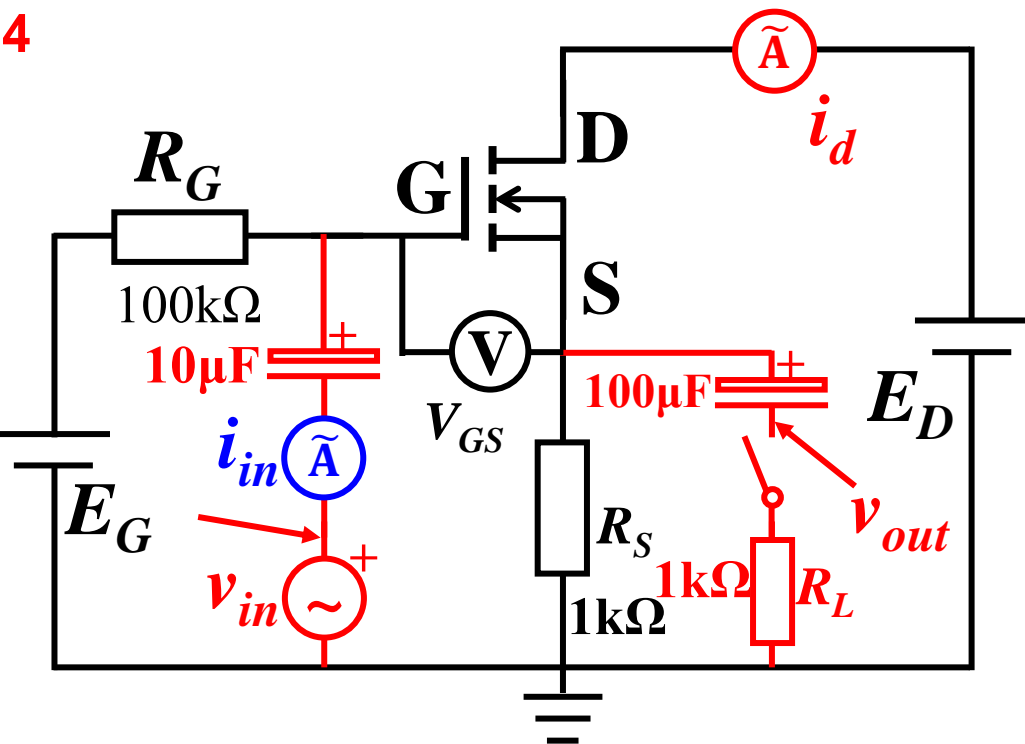 4
Ã
i_d
D
R_G
G
100kΩ
S
+
10μF
V
+
100μF
E_D
V_GS
i_in
Ã
E_G
R_S
v_out
+
v_in
~
1kΩ
1kΩ
R_L